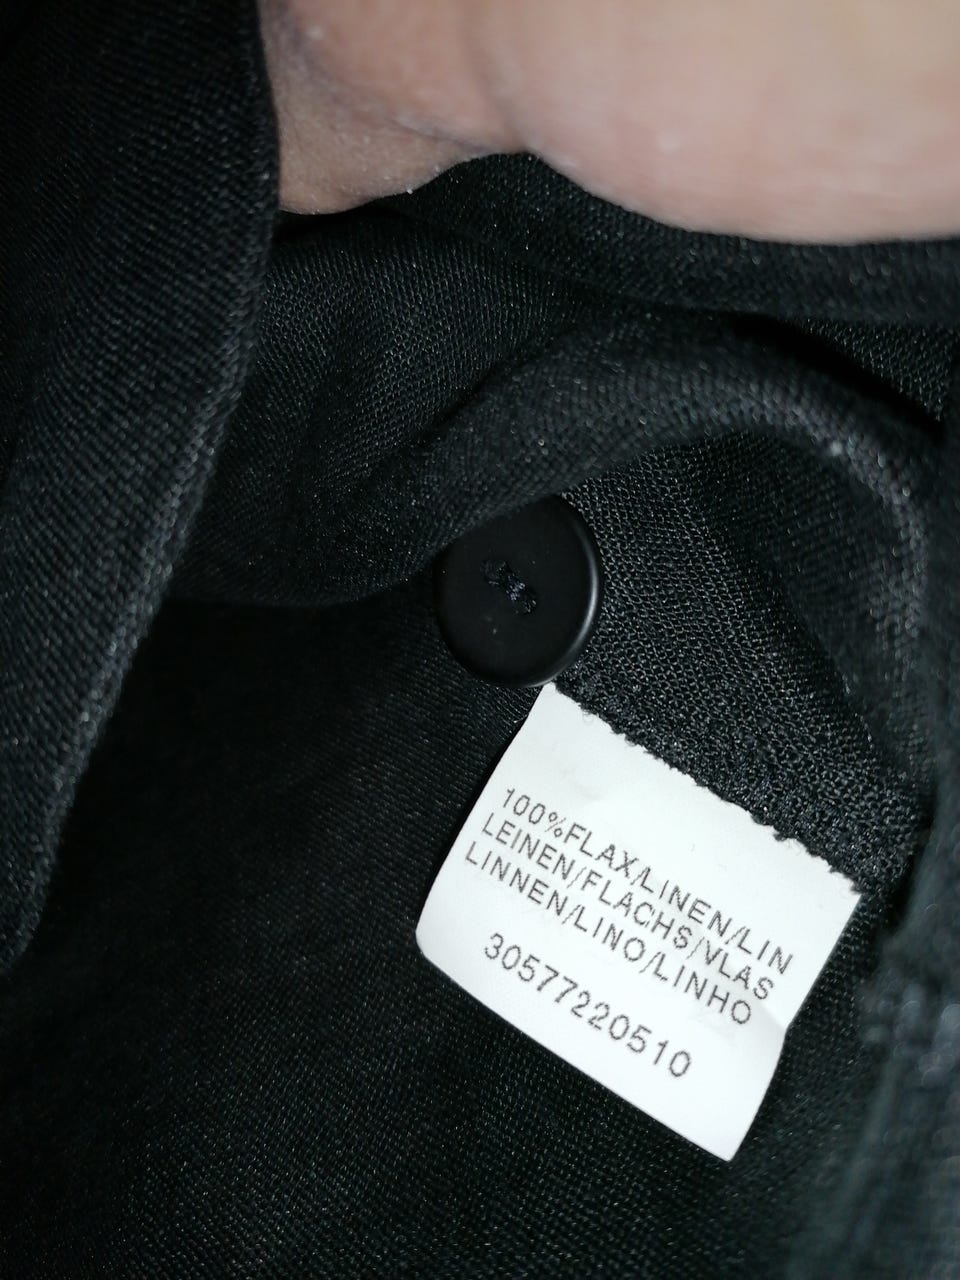 100%FLAX/LINEN/LIN
LEINEN/FLACHS/VLAS
LINNEN/LINO/LINHO
30577220510